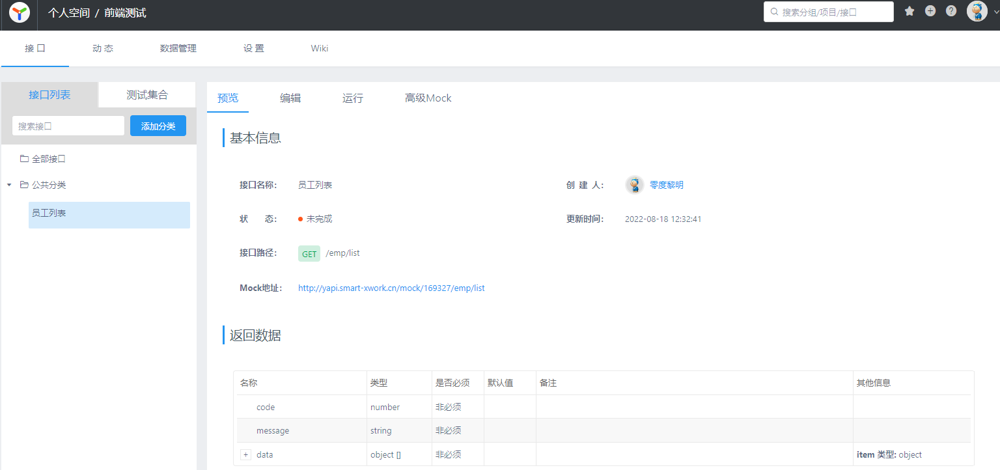 个人空间 / 前端测试
搜索分组/项目/接口
接 口 动 态 数据管理 设 置 Wiki
接口列表 测试集合
搜索接口 添加分类
全部接口
公共分类
员工列表
预览 编辑 运行 高级Mock
基本信息
接口名称: 员工列表 创 建 人: 零度黎明
状 态: 未完成 更新时间: 2022-08-18 12:32:41
接口路径: GET /emp/list
Mock地址: http://yapi.smart-xwork.cn/mock/169327/emp/list
返回数据
名称 类型 是否必须 默认值 备注 其他信息
code number 非必须
message string 非必须
data object [] 非必须 item 类型: object